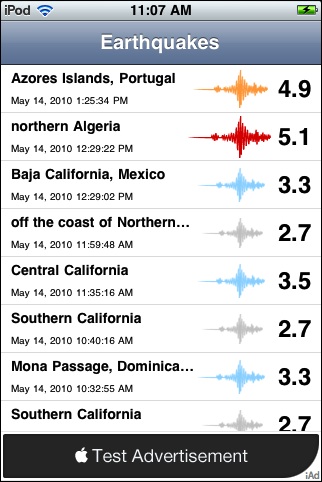 iPod 11:07 AM
Earthquakes
Azores Islands, Portugal
May 14, 2010 1:25:34 PM
4.9
northern Algeria
May 14, 2010 12:29:22 PM
5.1
Baja California, Mexico
May 14, 2010 12:29:02 PM
3.3
off the coast of Northern...
May 14, 2010 11:59:48 AM
2.7
Central California
May 14, 2010 11:35:16 AM
3.5
Southern California
May 14, 2010 10:40:16 AM
2.7
Mona Passage, Dominica...
May 14, 2010 10:32:55 AM
3.3
Southern California
2.7
Test Advertisement
iAd